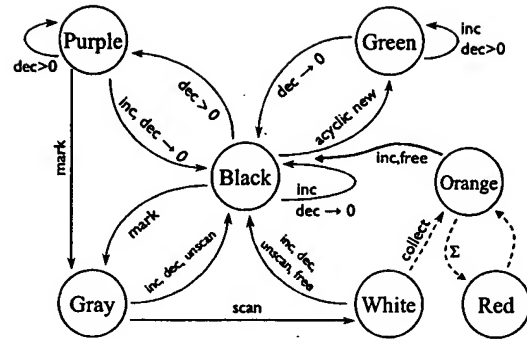 Purple
dec>0
Green
inc
dec>0
dec → 0
dec > 0
inc, dec → 0
acyclic new
mark
Black
inc
dec → 0
inc,free
Orange
mark
inc, dec, unscan
inc, dec,
unscan, free
collect
Σ
Gray
scan
White
Red